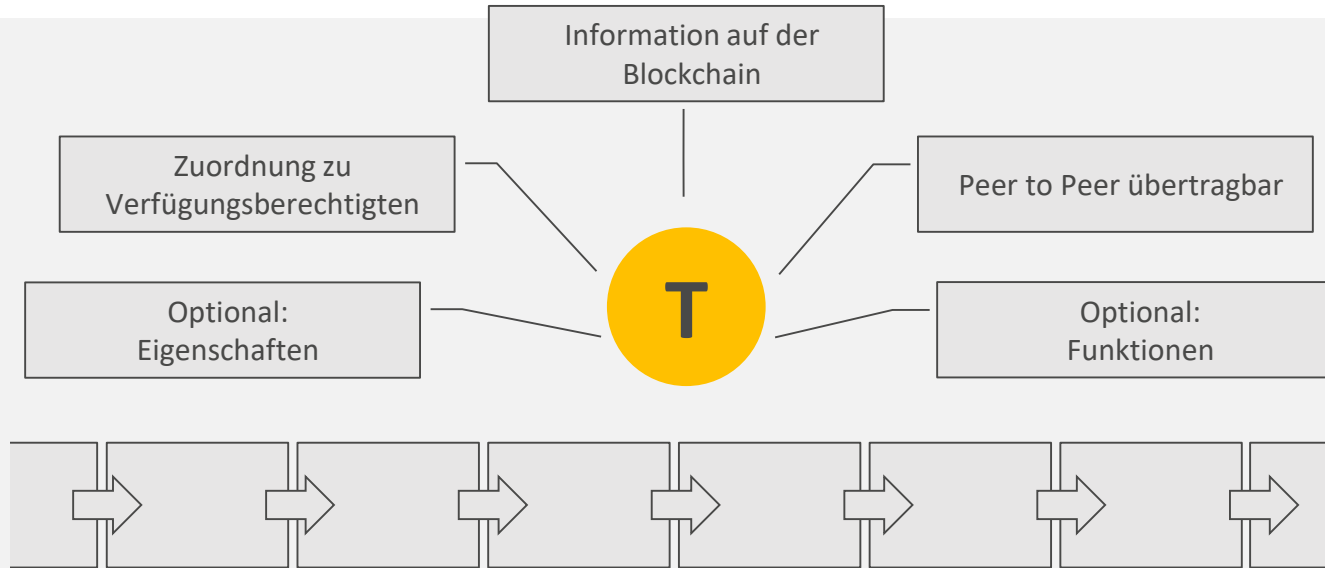 Information auf der
Blockchain
Zuordnung zu
Verfügungsberechtigten
Peer to Peer übertragbar
T
Optional:
Eigenschaften
Optional:
Funktionen